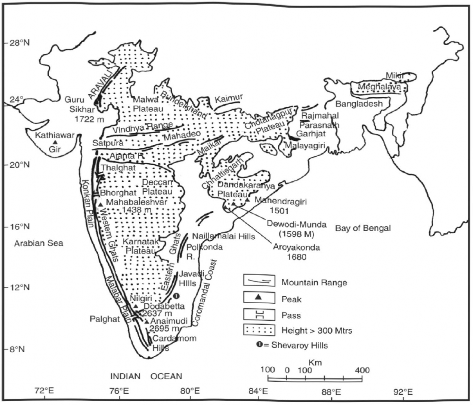 28°N
24°
20°N
16°N
12°N
8°N
ARAVALI
Guru
Sikhar
1722 m
Malwa
Plateau
Bundelkhand
Kaimur
Mikir
Meghalaya
Bangladesh
Chotanagpur
Plateau
Rajmahal
Parasnath
Garhjat
Malayagiri
Vindhya Range
Mahadeo
Maikal
Satpura
Kathiawar
Gir
Ajanta R.
Thalghat
Chhattisgarh
Dandakaranya
Plateau
Mahendragiri
1501
Deccan
Plateau
Bhorghat
Mahabaleshvar
1438 m
Konkan Plain
Western Ghats
Dewodi-Munda
(1598 M)
Aroyakonda
1680
Bay of Bengal
Arabian Sea
Karnatak
Plateau
Naillamalai Hills
Palkonda
R.
Eastern
Ghats
Javadi
Hills
Coromandal Coast
Malabar Plain
Nilgiri
Dodabetta
2637 m
Palghat
Anaimudi
2695 m
Cardamom
Hills
Mountain Range
Peak
Pass
Height > 300 Mtrs
1 = Shevaroy Hills
Km
100 0 100 400
INDIAN OCEAN
72°E 76°E 80°E 84°E 88°E 92°E